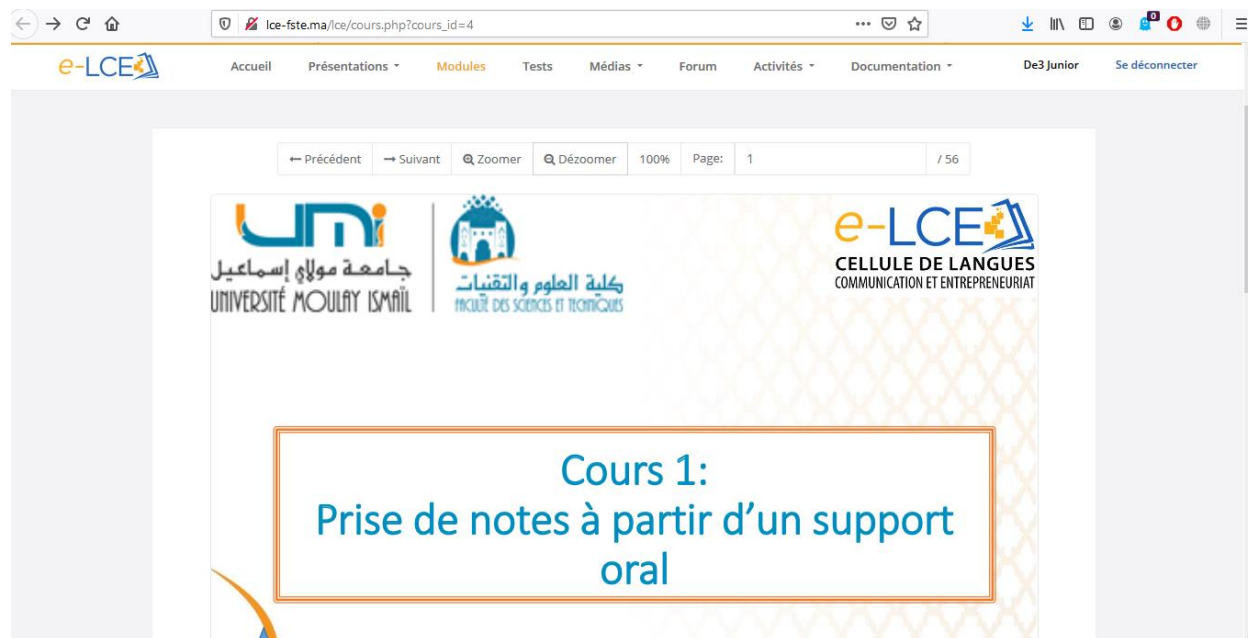 lce-fste.ma/lce/cours.php?cours_id=4
0
e-LCE
Accueil Présentations Modules Tests Médias Forum Activités Documentation De3 Junior Se déconnecter
← Précédent → Suivant Zoomer Dézoomer 100% Page: 1 / 56
umi
جامعة مولاي إسماعيل
UNIVERSITÉ MOULAY ISMAÏL
كلية العلوم والتقنيات
FACULTÉ DES SCIENCES ET TECHNIQUES
e-LCE
CELLULE DE LANGUES
COMMUNICATION ET ENTREPRENEURIAT
Cours 1:
Prise de notes à partir d'un support
oral